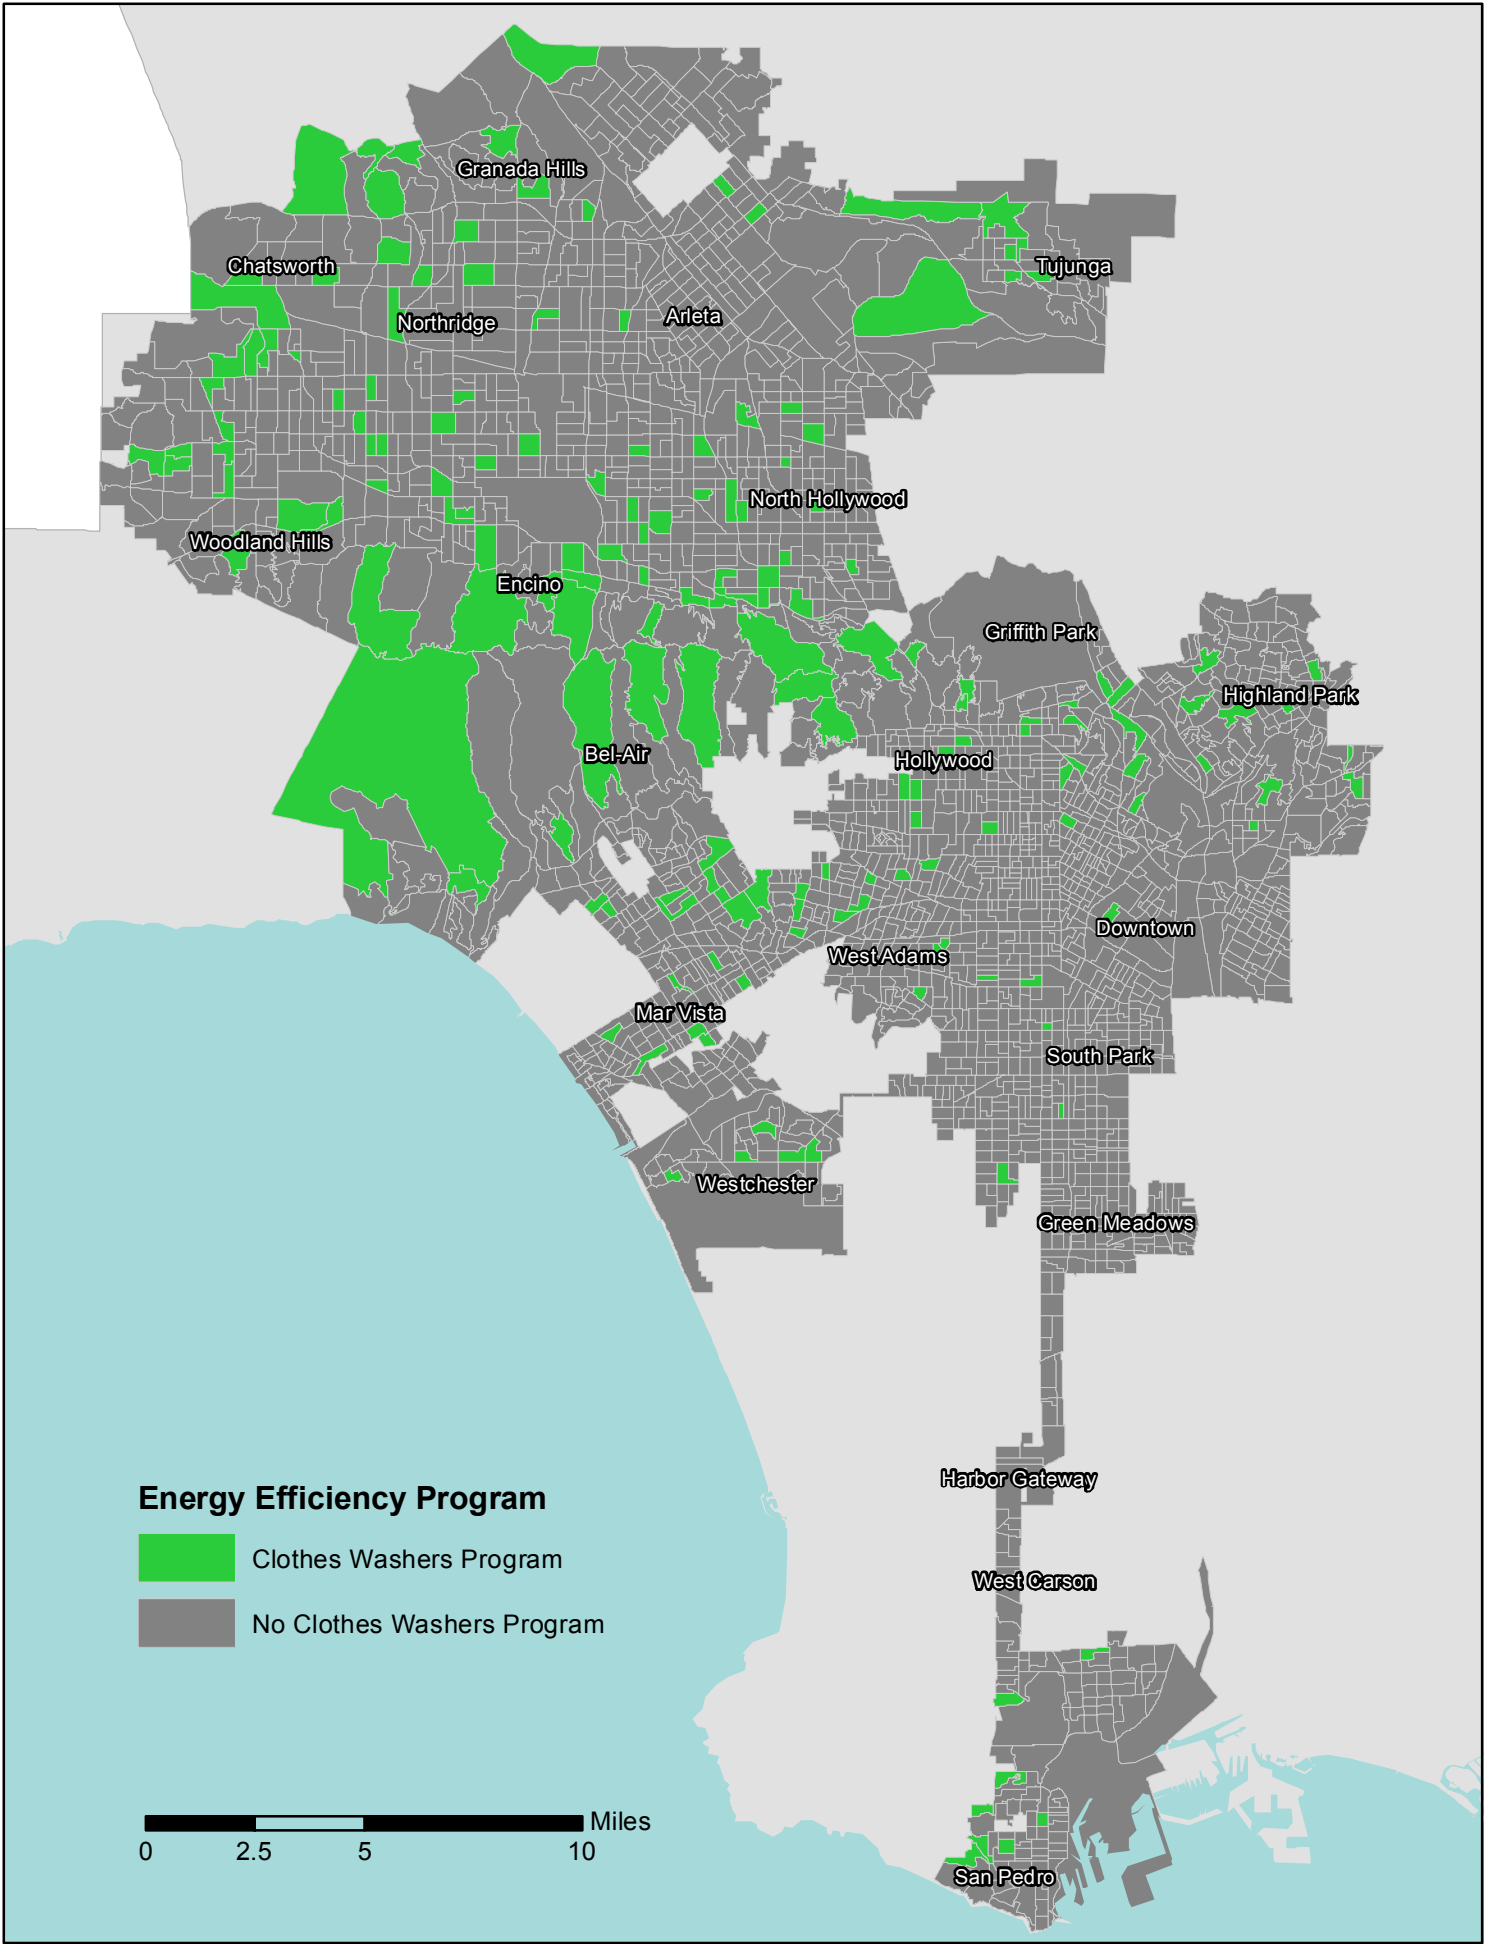 Granada Hills
Chatsworth
Tujunga
Northridge
Arleta
North Hollywood
Woodland Hills
Encino
Griffith Park
Highland Park
Bel-Air
Hollywood
Downtown
West Adams
Mar Vista
South Park
Westchester
Green Meadows
Harbor Gateway
Energy Efficiency Program
Clothes Washers Program
West Carson
No Clothes Washers Program
Miles
0 2.5 5 10
San Pedro